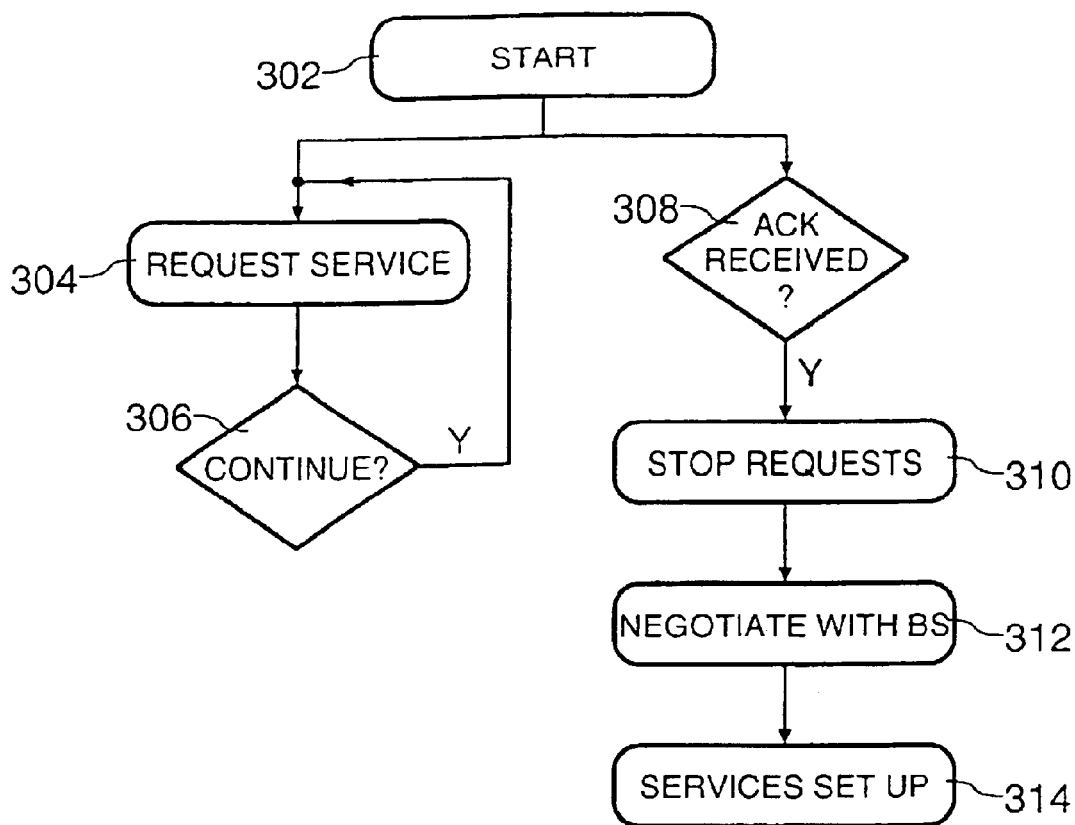 302
START
308
ACK
RECEIVED
?
304
REQUEST SERVICE
Y
306
CONTINUE?
Y
STOP REQUESTS
310
NEGOTIATE WITH BS
312
SERVICES SET UP
314